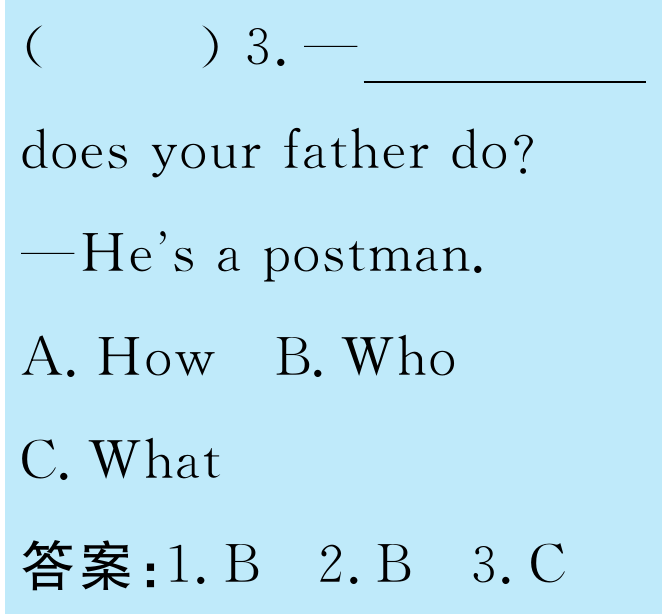 (　　) 3. —________
does your father do?
—He's a postman.
A. How　B. Who
C. What
答案:1. B　2. B　3. C